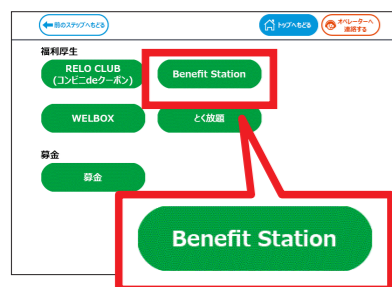 前のステップへもどる
トップへもどる
オペレーターへ
連絡する
福利厚生
RELO CLUB
(コンビニdeクーポン)
Benefit Station
WELBOX
とく放題
募金
募金
Benefit Station